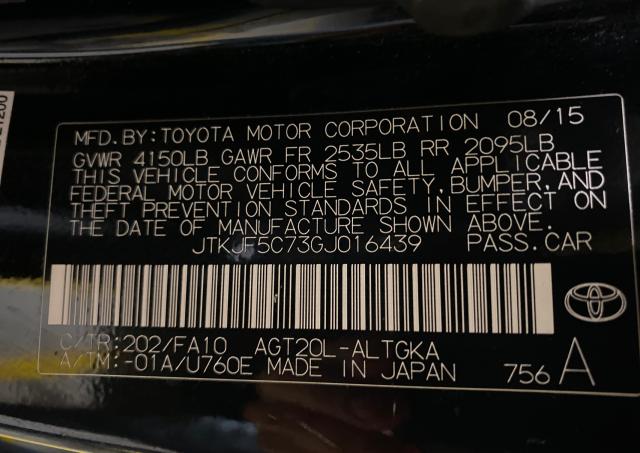 MFD.BY:TOYOTA MOTOR CORPORATION 08/15
GVWR 4150LB GAWR FR 2535LB RR 2095LB
THIS VEHICLE CONFORMS TO ALL APPLICABLE
FEDERAL MOTOR VEHICLE SAFETY,BUMPER,AND
THEFT PREVENTION STANDARDS IN EFFECT ON
THE DATE OF MANUFACTURE SHOWN ABOVE.
JTKJF5C73GJ016439 PASS.CAR
C/TR:202/FA10 AGT20L-ALTGKA
A/TM:-01A/U760E MADE IN JAPAN 756 A